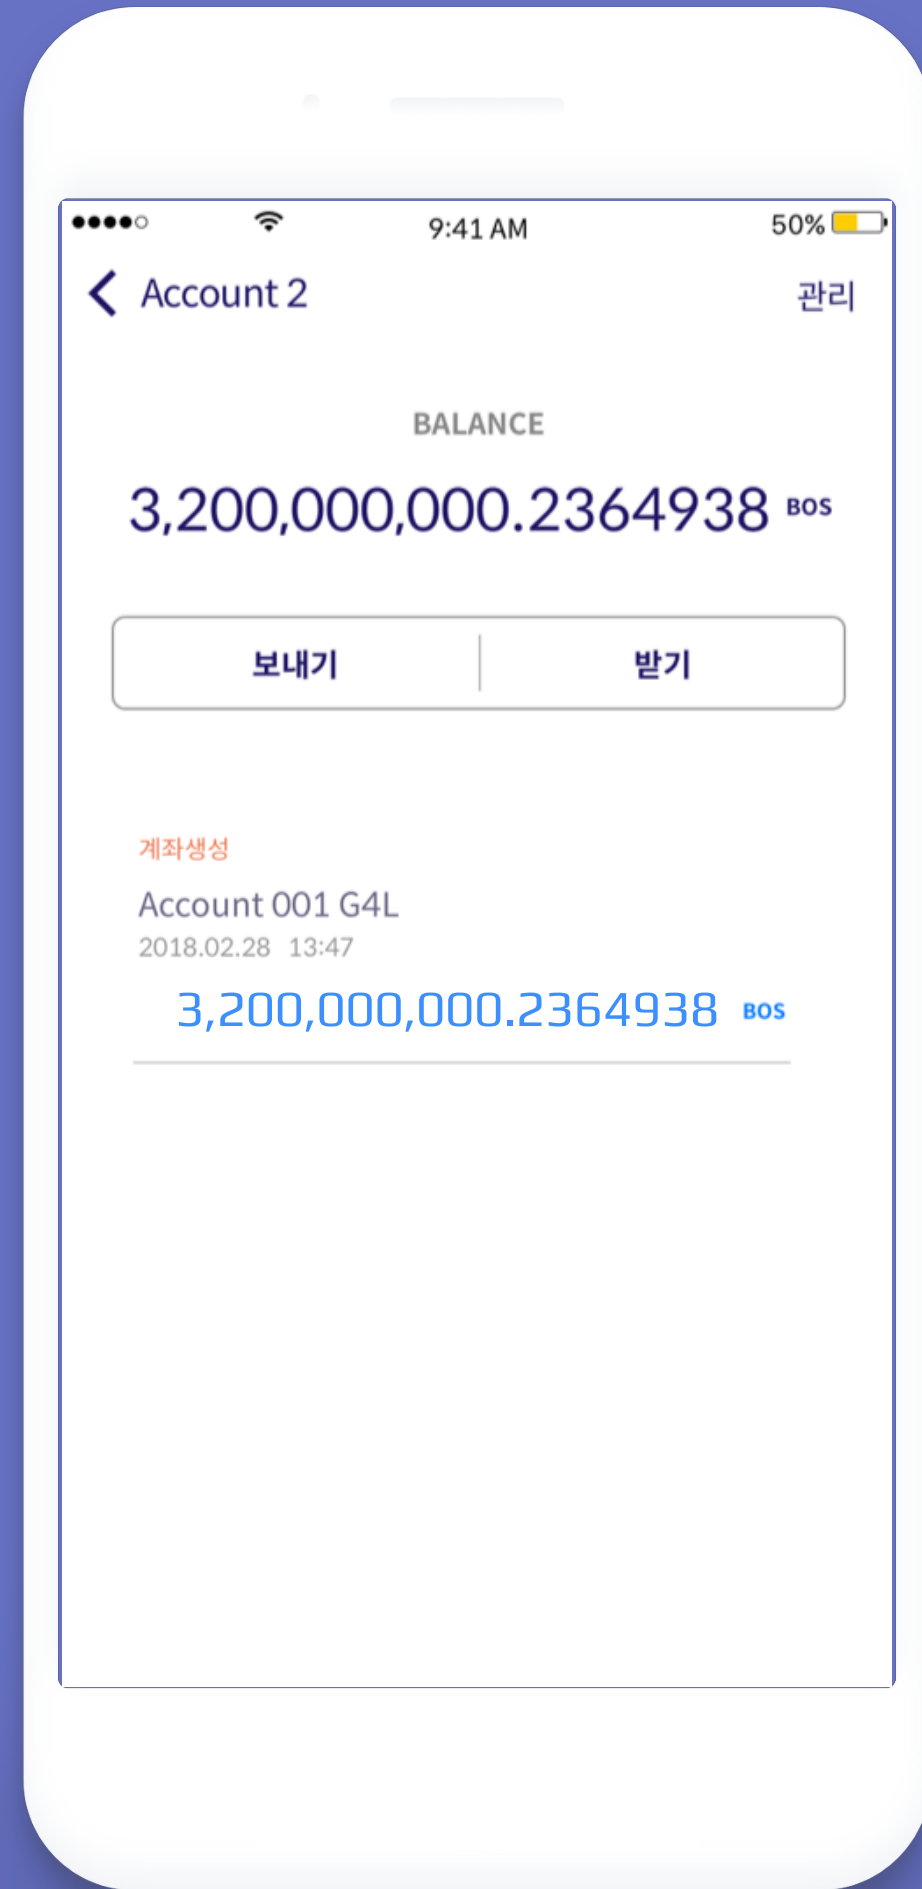 9:41 AM 50%
Account 2 관리
BALANCE
3,200,000,000.2364938 BOS
보내기 받기
계좌생성
Account 001 G4L
2018.02.28 13:47
3,200,000,000.2364938 BOS